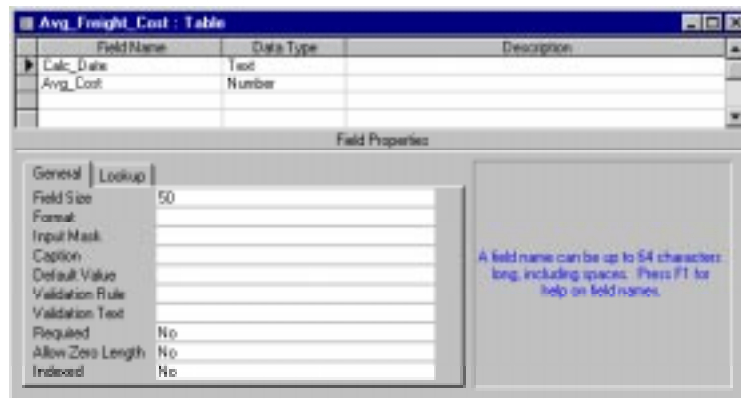 Avg_Freight_Cost : Table
Field Name Data Type Description
Calc_Date Text
Avg_Cost Number
Field Properties
General Lookup
Field Size 50
Format
Input Mask
Caption
Default Value
Validation Rule
Validation Text
Required No
Allow Zero Length No
Indexed No
A field name can be up to 64 characters
long, including spaces. Press F1 for
help on field names.